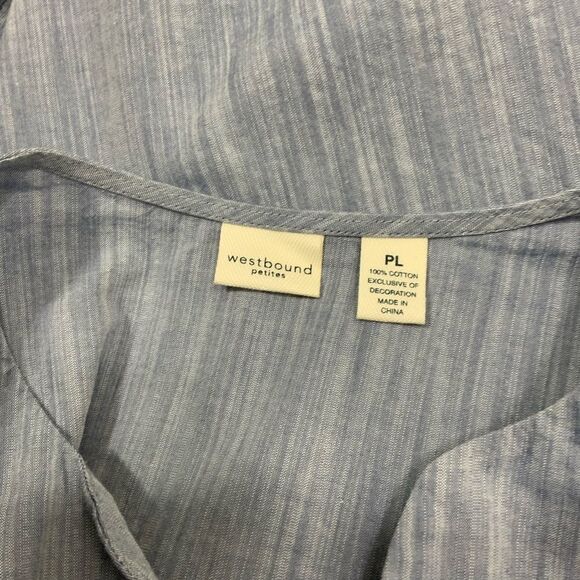 westbound
petites
PL
100% COTTON
EXCLUSIVE OF
DECORATION
MADE IN
CHINA